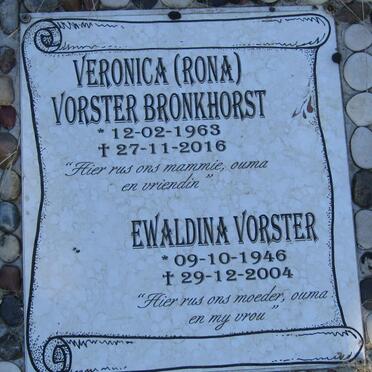 VERONICA (RONA)
VORSTER BRONKHORST
* 12-02-1963
† 27-11-2016
"Hier rus ons mammie, ouma
en vriendin"
EWALDINA VORSTER
* 09-10-1946
† 29-12-2004
"Hier rus ons moeder, ouma
en my vrou"